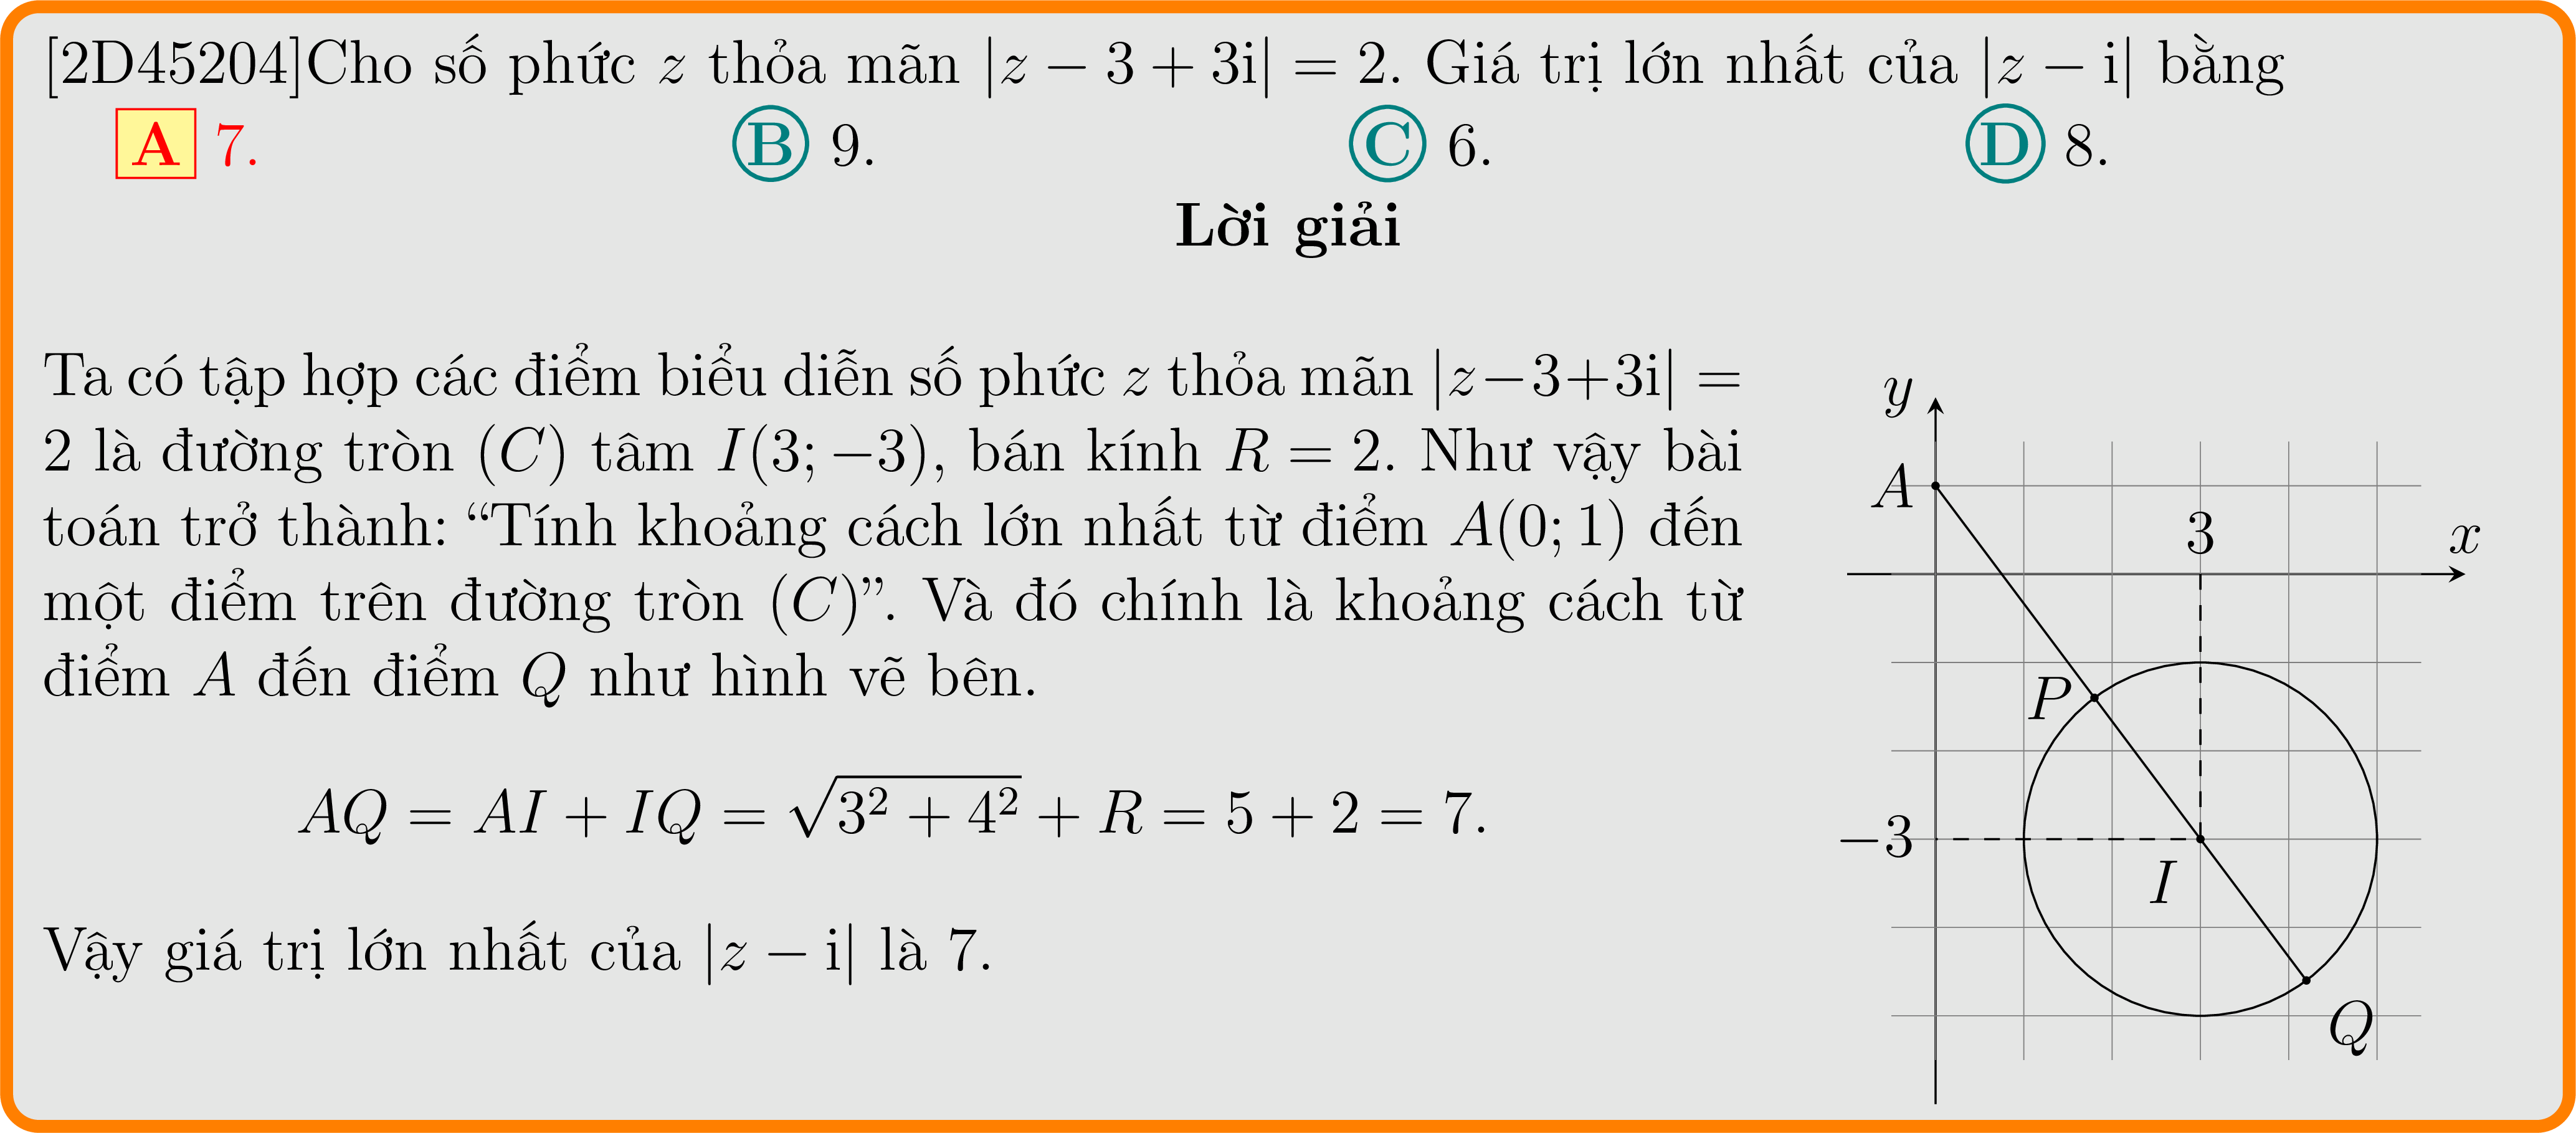 [2D45204]Cho số phức z thỏa mãn |z − 3 + 3i| = 2. Giá trị lớn nhất của |z − i| bằng
A 7. B 9. C 6. D 8.
Lời giải
Ta có tập hợp các điểm biểu diễn số phức z thỏa mãn |z−3+3i| =
2 là đường tròn (C) tâm I(3; −3), bán kính R = 2. Như vậy bài
toán trở thành: “Tính khoảng cách lớn nhất từ điểm A(0; 1) đến
một điểm trên đường tròn (C)”. Và đó chính là khoảng cách từ
điểm A đến điểm Q như hình vẽ bên.
AQ = AI + IQ = √(3² + 4²) + R = 5 + 2 = 7.
Vậy giá trị lớn nhất của |z − i| là 7.
y
A
3
x
P
−3
I
Q